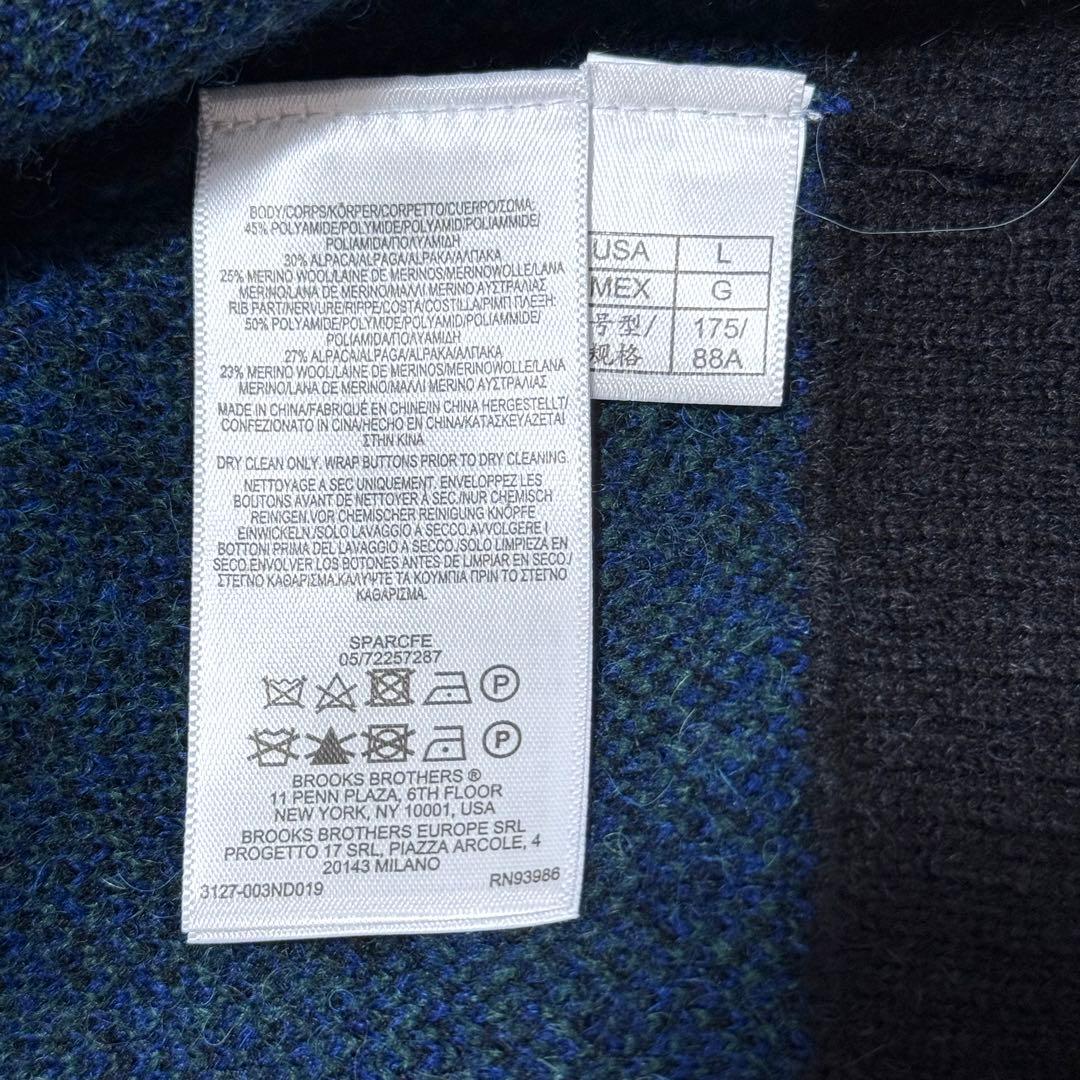 BODY/CORPS/KÖRPER/CORPETTO/CUERPO/ΣΩΜΑ:
45% POLYAMIDE/POLYMIDE/POLYAMID/POLIAMMIDE/
POLIAMIDA/ΠΟΛΥΑΜΙΔΗ
30% ALPACA/ALPAGA/ALPAKA/ΑΛΠΑΚΑ
25% MERINO WOOL/LAINE DE MERINOS/MERINOWOLLE/LANA
MERINO/LANA DE MERINO/ΜΑΛΛΙ MERINO ΑΥΣΤΡΑΛΙΑΣ
RIB PART/NERVURE/RIPPE/COSTA/COSTILLA/ΡΙΜΠ ΠΛΕΞΗ:
50% POLYAMIDE/POLYMIDE/POLYAMID/POLIAMMIDE/
POLIAMIDA/ΠΟΛΥΑΜΙΔΗ
27% ALPACA/ALPAGA/ALPAKA/ΑΛΠΑΚΑ
23% MERINO WOOL/LAINE DE MERINOS/MERINOWOLLE/LANA
MERINO/LANA DE MERINO/ΜΑΛΛΙ MERINO ΑΥΣΤΡΑΛΙΑΣ
MADE IN CHINA/FABRIQUÉ EN CHINE/IN CHINA HERGESTELLT/
CONFEZIONATO IN CINA/HECHO EN CHINA/ΚΑΤΑΣΚΕΥΑΖΕΤΑΙ
ΣΤΗΝ ΚΙΝΑ
DRY CLEAN ONLY. WRAP BUTTONS PRIOR TO DRY CLEANING.
NETTOYAGE A SEC UNIQUEMENT. ENVELOPPEZ LES
BOUTONS AVANT DE NETTOYER A SEC./NUR CHEMISCH
REINIGEN.VOR CHEMISCHER REINIGUNG KNÖPFE
EINWICKELN./SOLO LAVAGGIO A SECCO.AVVOLGERE I
BOTTONI PRIMA DEL LAVAGGIO A SECCO./SOLO LIMPIEZA EN
SECO.ENVOLVER LOS BOTONES ANTES DE LIMPIAR EN SECO./
ΣΤΕΓΝΟ ΚΑΘΑΡΙΣΜΑ.ΚΑΛΥΨΤΕ ΤΑ ΚΟΥΜΠΙΑ ΠΡΙΝ ΤΟ ΣΤΕΓΝΟ
ΚΑΘΑΡΙΣΜΑ.
SPARCFE
05/72257287
P
P
BROOKS BROTHERS ®
11 PENN PLAZA, 6TH FLOOR
NEW YORK, NY 10001, USA
BROOKS BROTHERS EUROPE SRL
PROGETTO 17 SRL, PIAZZA ARCOLE, 4
20143 MILANO
3127-003ND019 RN93986
USA L
MEX G
号型/ 175/
规格 88A